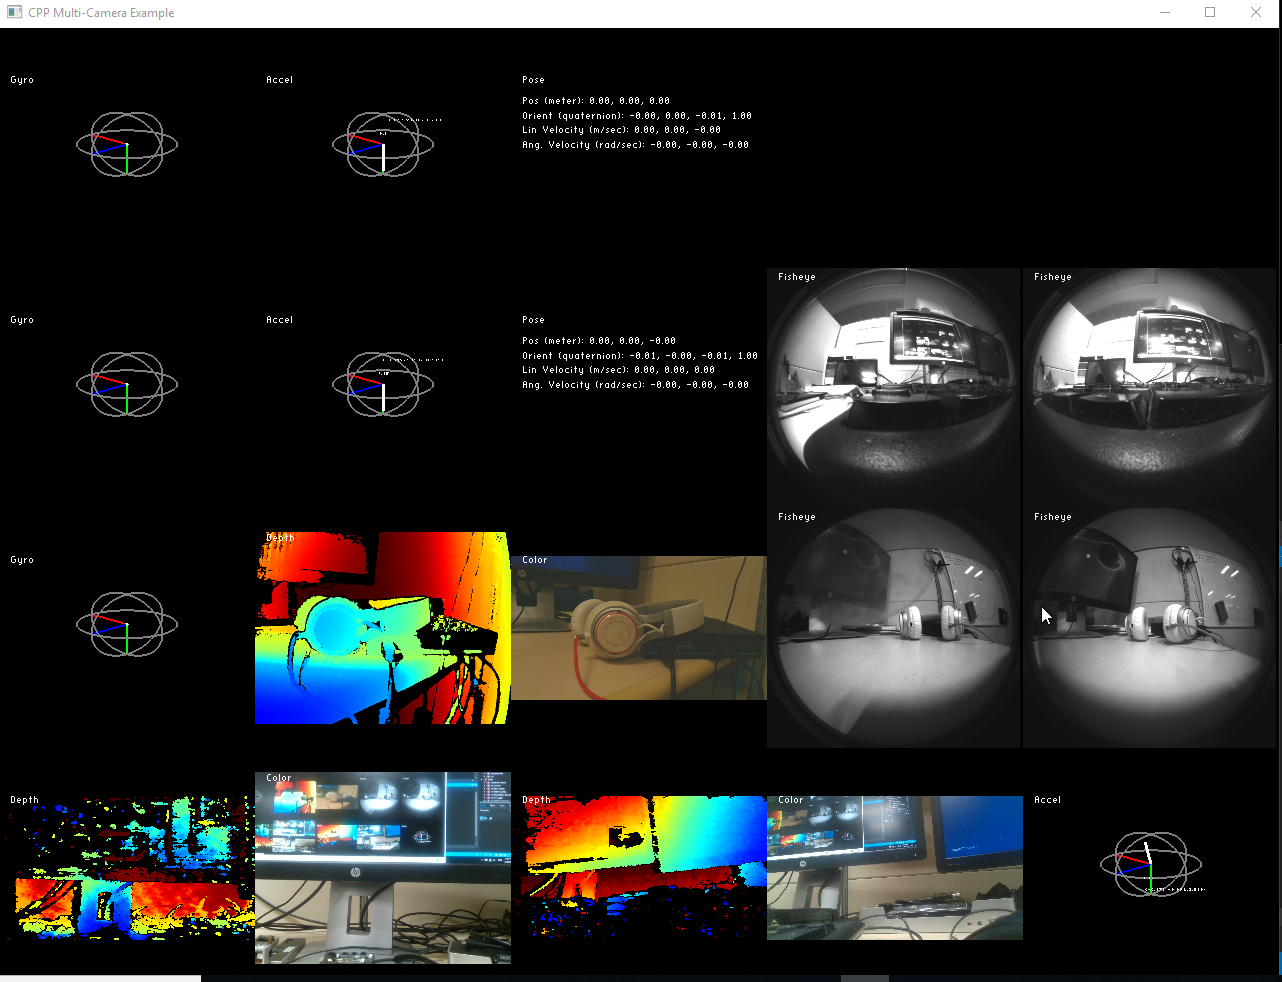 CPP Multi-Camera Example
Gyro
Accel
Pose
Pos (meter): 0.00, 0.00, 0.00
Orient (quaternion): -0.00, 0.00, -0.01, 1.00
Lin Velocity (m/sec): 0.00, 0.00, -0.00
Ang. Velocity (rad/sec): -0.00, -0.00, -0.00
Gyro
Accel
Pose
Pos (meter): 0.00, 0.00, -0.00
Orient (quaternion): -0.01, -0.00, -0.01, 1.00
Lin Velocity (m/sec): 0.00, 0.00, 0.00
Ang. Velocity (rad/sec): -0.00, -0.00, -0.00
Fisheye
Fisheye
Gyro
Depth
Color
Fisheye
Fisheye
Depth
Color
hp
Depth
Color
Accel